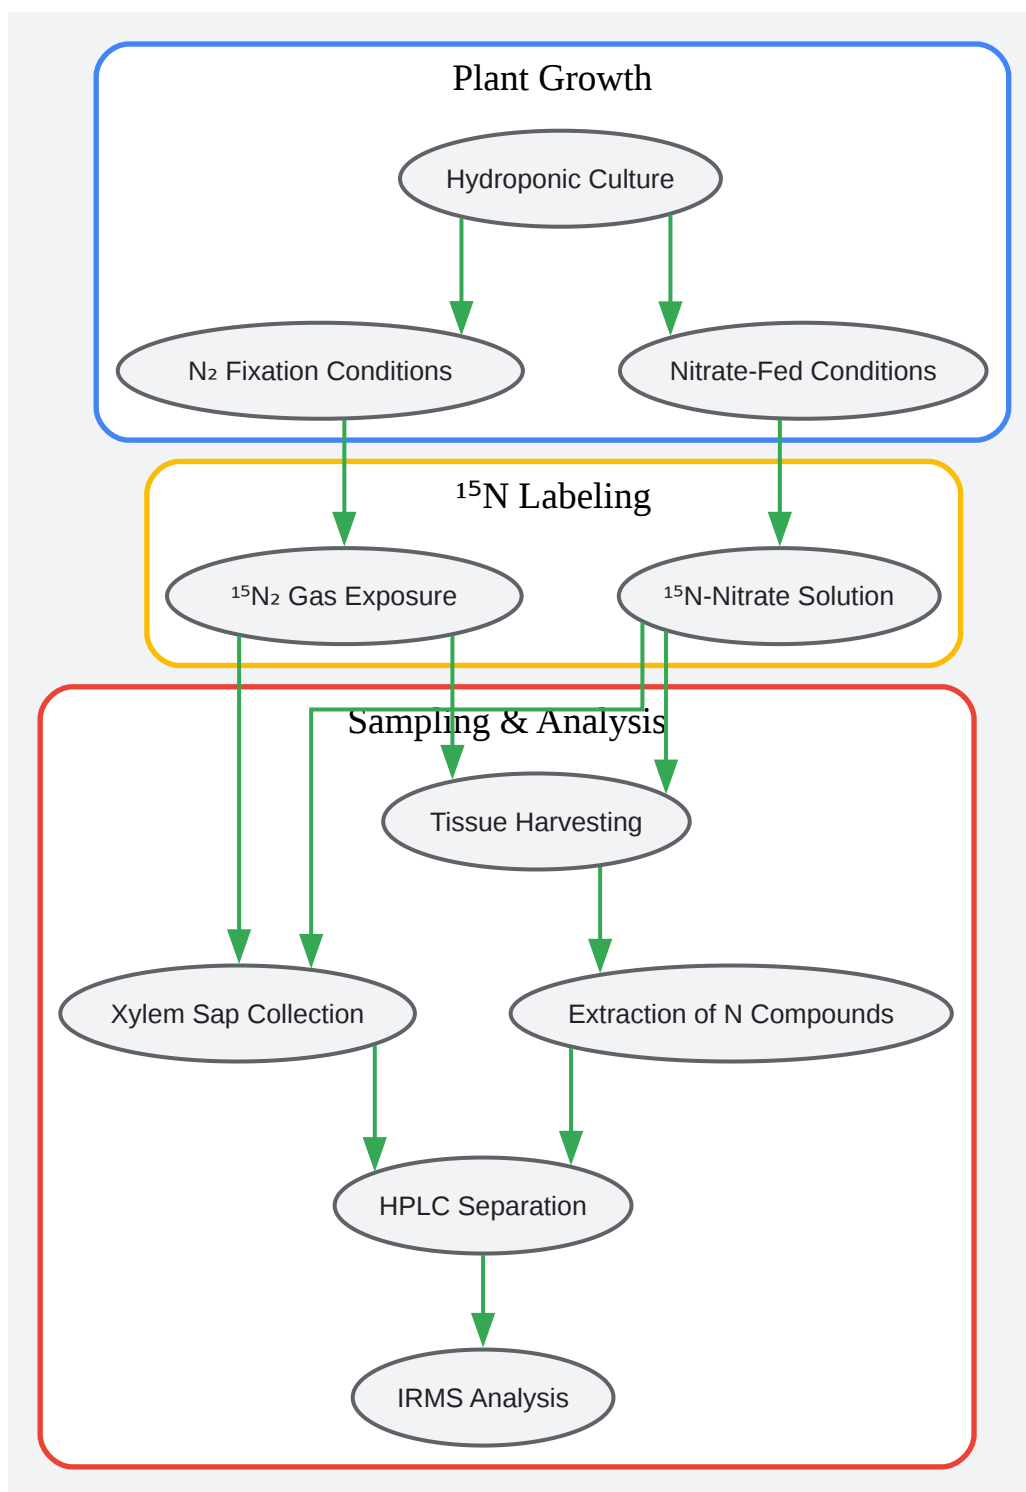 Plant Growth
Hydroponic Culture
N₂ Fixation Conditions
Nitrate-Fed Conditions
¹⁵N Labeling
¹⁵N₂ Gas Exposure
¹⁵N-Nitrate Solution
Sampling & Analysis
Tissue Harvesting
Xylem Sap Collection
Extraction of N Compounds
HPLC Separation
IRMS Analysis